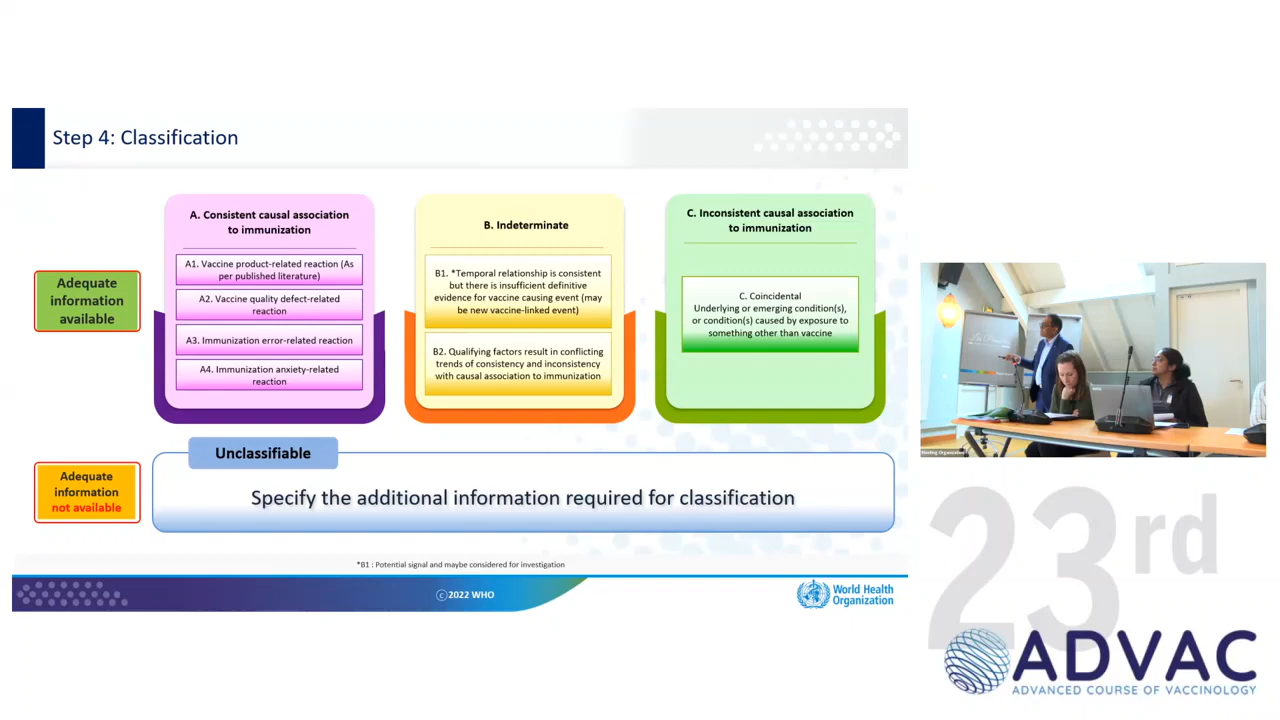 Step 4: Classification
Adequate
information
available
A. Consistent causal association
to immunization
A1. Vaccine product-related reaction (As
per published literature)
A2. Vaccine quality defect-related
reaction
A3. Immunization error-related reaction
A4. Immunization anxiety-related
reaction
B. Indeterminate
B1. *Temporal relationship is consistent
but there is insufficient definitive
evidence for vaccine causing event (may
be new vaccine-linked event)
B2. Qualifying factors result in conflicting
trends of consistency and inconsistency
with causal association to immunization
C. Inconsistent causal association
to immunization
C. Coincidental
Underlying or emerging condition(s),
or condition(s) caused by exposure to
something other than vaccine
Adequate
information
not available
Unclassifiable
Specify the additional information required for classification
*B1 : Potential signal and maybe considered for investigation
©2022 WHO
World Health
Organization
23rd
ADVAC
ADVANCED COURSE OF VACCINOLOGY